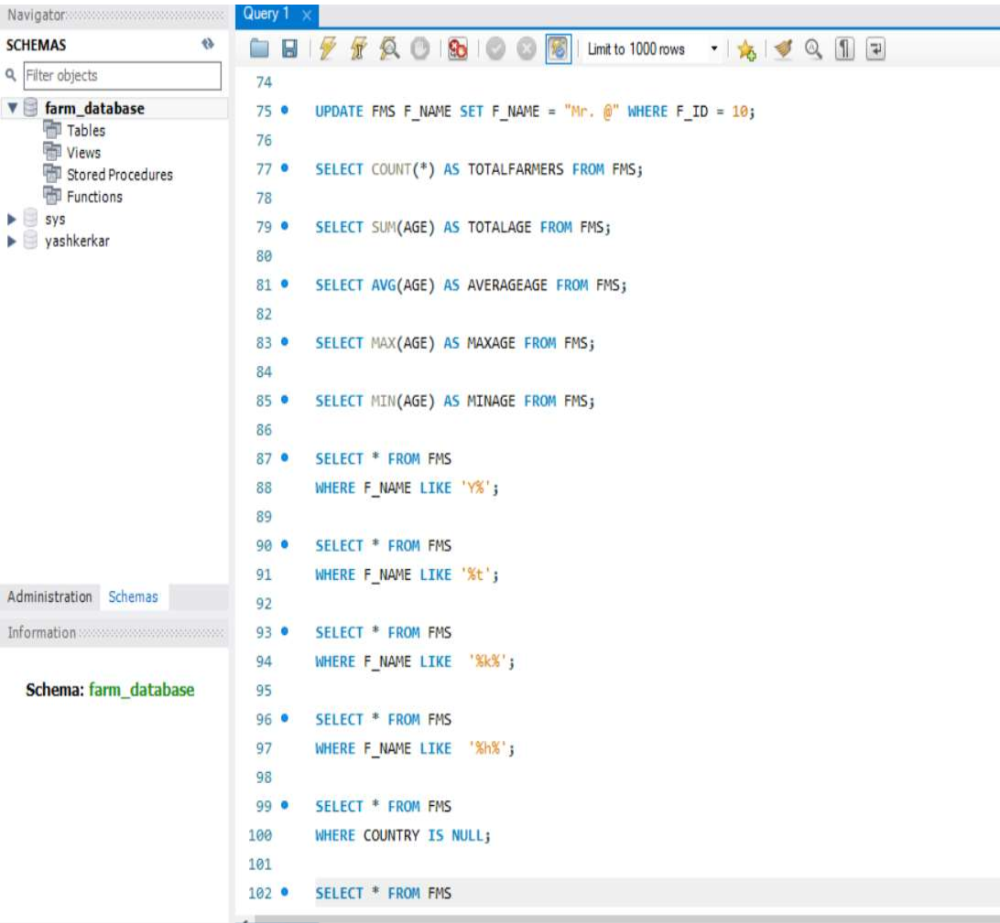 Navigator
SCHEMAS
Filter objects
farm_database
Tables
Views
Stored Procedures
Functions
sys
yashkerkar
Administration Schemas
Information
Schema: farm_database
Query 1
Limit to 1000 rows
74
75 UPDATE FMS F_NAME SET F_NAME = "Mr. @" WHERE F_ID = 10;
76
77 SELECT COUNT(*) AS TOTALFARMERS FROM FMS;
78
79 SELECT SUM(AGE) AS TOTALAGE FROM FMS;
80
81 SELECT AVG(AGE) AS AVERAGEAGE FROM FMS;
82
83 SELECT MAX(AGE) AS MAXAGE FROM FMS;
84
85 SELECT MIN(AGE) AS MINAGE FROM FMS;
86
87 SELECT * FROM FMS
88 WHERE F_NAME LIKE 'Y%';
89
90 SELECT * FROM FMS
91 WHERE F_NAME LIKE '%t';
92
93 SELECT * FROM FMS
94 WHERE F_NAME LIKE  '%k%';
95
96 SELECT * FROM FMS
97 WHERE F_NAME LIKE  '%h%';
98
99 SELECT * FROM FMS
100 WHERE COUNTRY IS NULL;
101
102 SELECT * FROM FMS